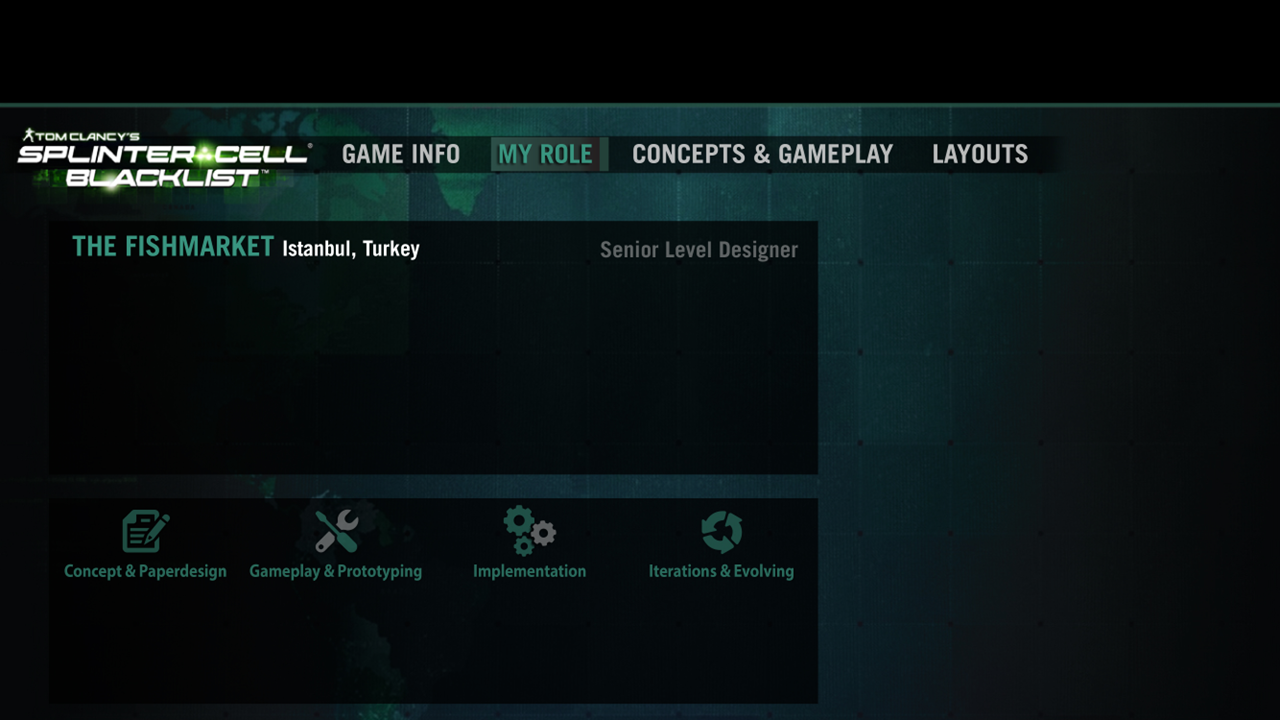 TOM CLANCY'S
SPLINTER CELL®
BLACKLIST™
GAME INFO MY ROLE CONCEPTS & GAMEPLAY LAYOUTS
THE FISHMARKET Istanbul, Turkey Senior Level Designer
Concept & Paperdesign Gameplay & Prototyping Implementation Iterations & Evolving